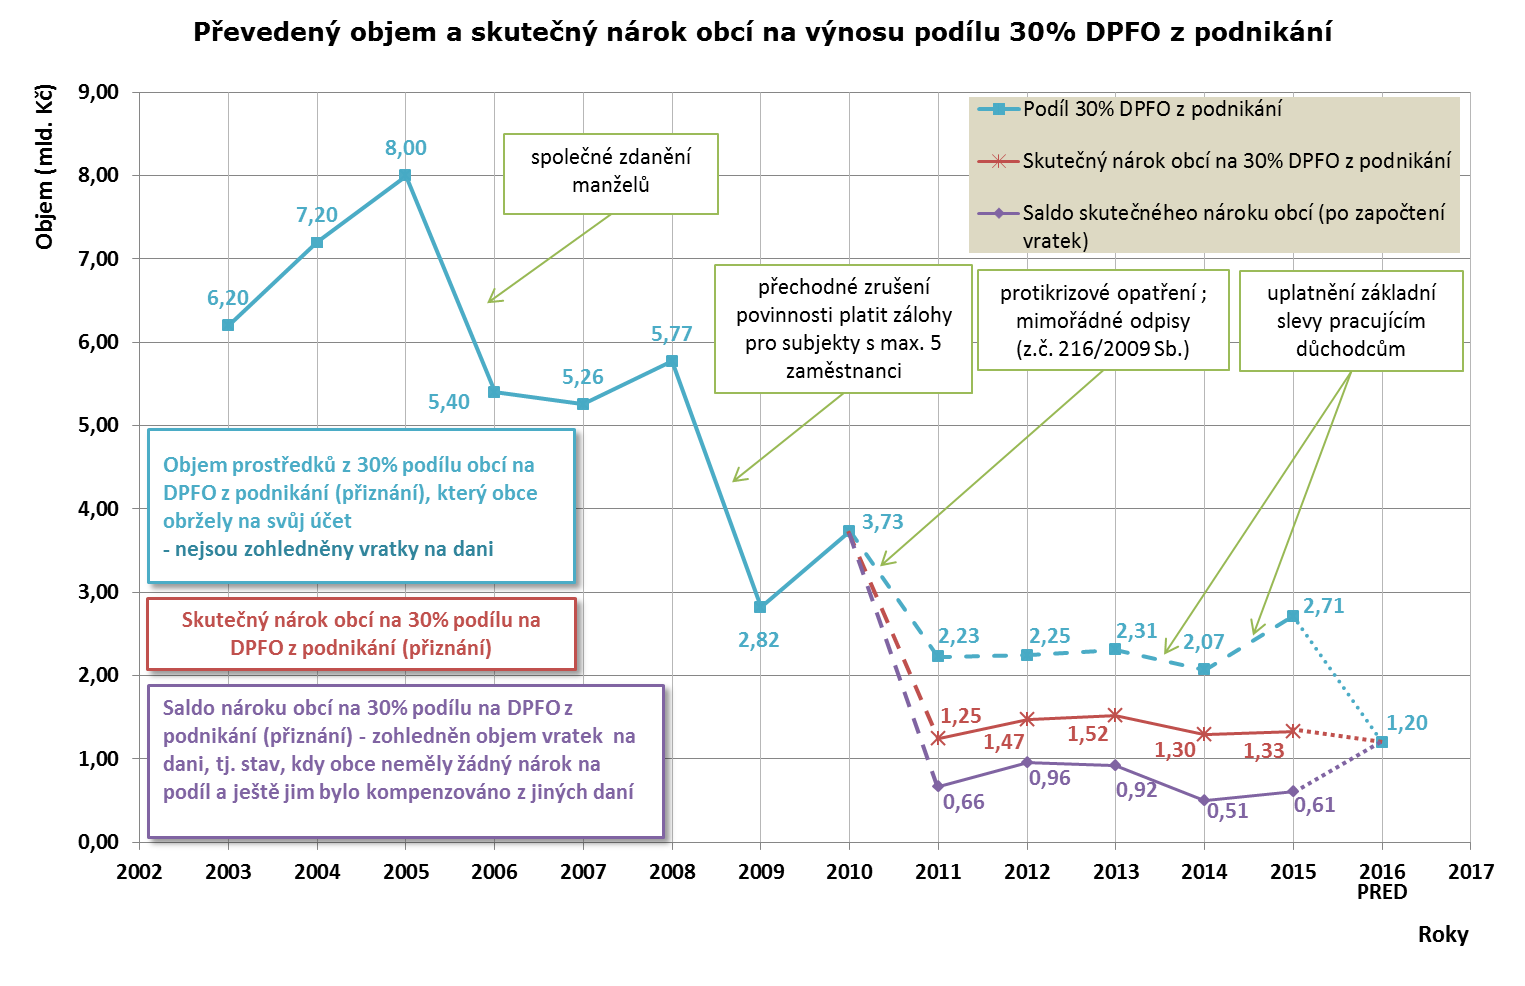 Převedený objem a skutečný nárok obcí na výnosu podílu 30% DPFO z podnikání
Objem (mld. Kč)
9,00
8,00
7,00
6,00
5,00
4,00
3,00
2,00
1,00
0,00
Podíl 30% DPFO z podnikání
Skutečný nárok obcí na 30% DPFO z podnikání
Saldo skutečnéheo nároku obcí (po započtení
vratek)
společné zdanění
manželů
přechodné zrušení
povinnosti platit zálohy
pro subjekty s max. 5
zaměstnanci
protikrizové opatření ;
mimořádné odpisy
(z.č. 216/2009 Sb.)
uplatnění základní
slevy pracujícím
důchodcům
6,20
7,20
8,00
5,40
5,26
5,77
2,82
3,73
2,23
2,25
2,31
2,07
2,71
1,20
1,25
1,47
1,52
1,30
1,33
0,66
0,96
0,92
0,51
0,61
Objem prostředků z 30% podílu obcí na
DPFO z podnikání (přiznání), který obce
obržely na svůj účet
- nejsou zohledněny vratky na dani
Skutečný nárok obcí na 30% podílu na
DPFO z podnikání (přiznání)
Saldo nároku obcí na 30% podílu na DPFO z
podnikání (přiznání) - zohledněn objem vratek na
dani, tj. stav, kdy obce neměly žádný nárok na
podíl a ještě jim bylo kompenzováno z jiných daní
2002 2003 2004 2005 2006 2007 2008 2009 2010 2011 2012 2013 2014 2015 2016 2017
PRED
Roky